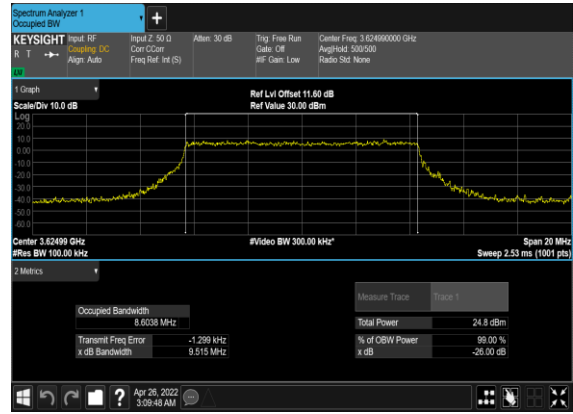 Spectrum Analyzer 1
Occupied BW
+
KEYSIGHT Input: RF Input Z: 50 Ω Atten: 30 dB Trig: Free Run Center Freq: 3.624990000 GHz
R T Coupling: DC Corr CCorr Gate: Off Avg|Hold: 500/500
Align: Auto Freq Ref: Int (S) #IF Gain: Low Radio Std: None
1 Graph
Ref Lvl Offset 11.60 dB
Scale/Div 10.0 dB Ref Value 30.00 dBm
Log
20.0
10.0
0.00
-10.0
-20.0
-30.0
-40.0
-50.0
-60.0
Center 3.62499 GHz #Video BW 300.00 kHz* Span 20 MHz
#Res BW 100.00 kHz Sweep 2.53 ms (1001 pts)
2 Metrics
Measure Trace Trace 1
Occupied Bandwidth
8.6038 MHz Total Power 24.8 dBm
Transmit Freq Error -1.299 kHz % of OBW Power 99.00 %
x dB Bandwidth 9.515 MHz x dB -26.00 dB
?
Apr 26, 2022
3:09:48 AM